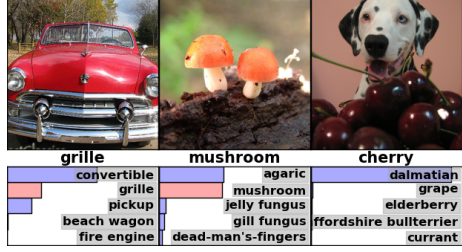 grille
convertible
grille
pickup
beach wagon
fire engine
mushroom
agaric
mushroom
jelly fungus
gill fungus
dead-man's-fingers
cherry
dalmatian
grape
elderberry
ffordshire bullterrier
currant